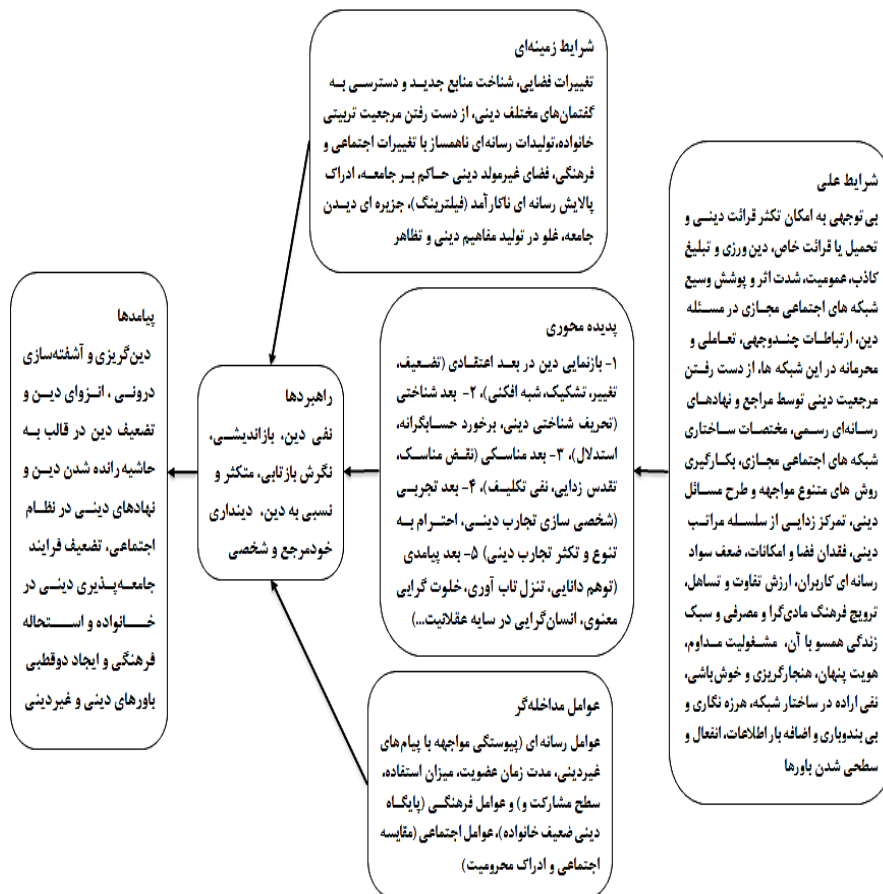 شرایط زمینه‌ای
تغییرات فضایی، شناخت منابع جدید و دسترسی به
گفتمان‌های مختلف دینی، از دست رفتن مرجعیت تربیتی
خانواده،تولیدات رسانه‌ای ناهمساز با تغییرات اجتماعی و
فرهنگی، فضای غیرمولد دینی حاکم بر جامعه، ادراک
پالایش رسانه ای ناکارآمد (فیلترینگ)، جزیره ای دیدن
جامعه، غلو در تولید مفاهیم دینی و تظاهر
شرایط علی
بی‌توجهی به امکان تکثر قرائت دینی و
تحمیل یا قرائت خاص، دین‌ورزی و تبلیغ
کاذب، عمومیت، شدت اثر و پوشش وسیع
شبکه های اجتماعی مجازی در مسئله
دین، ارتباطات چندوجهی، تعاملی و
محرمانه در این شبکه ها، از دست رفتن
مرجعیت دینی توسط مراجع و نهادهای
رسانه‌ای رسمی، مختصات ساختاری
شبکه های اجتماعی مجازی، بکارگیری
روش های متنوع مواجهه و طرح مسائل
دینی، تمرکز زدایی از سلسله مراتب
دینی، فقدان فضا و امکانات، ضعف سواد
رسانه ای کاربران، ارزش تفاوت و تساهل،
ترویج فرهنگ مادی‌گرا و مصرفی و سبک
زندگی همسو با آن، مشغولیت مداوم،
هویت پنهان، هنجارگریزی و خوش‌باشی،
نفی اراده در ساختار شبکه، هرزه نگاری و
بی بندوباری و اضافه بار اطلاعات، انفعال و
سطحی شدن باورها
پدیده محوری
۱- بازنمایی دین در بعد اعتقادی (تضعیف،
تغییر، تشکیک، شبه افکنی)، ۲- بعد شناختی
(تحریف شناختی دینی، برخورد حسابگرانه،
استدلال)، ۳- بعد مناسکی (نقض مناسک،
تقدس زدایی، نفی تکلیف)، ۴- بعد تجربی
(شخصی سازی تجارب دینی، احترام به
تنوع و تکثر تجارب دینی) ۵- بعد پیامدی
(توهم دانایی، تنزل تاب آوری، خلوت گرایی
معنوی، انسان‌گرایی در سایه عقلانیت...)
راهبردها
نفی دین، بازاندیشی،
نگرش بازتابی، متکثر و
نسبی به دین، دینداری
خودمرجع و شخصی
پیامدها
دین‌گریزی و آشفته‌سازی
درونی ، انزوای دین و
تضعیف دین در قالب به
حاشیه رانده شدن دین و
نهادهای دینی در نظام
اجتماعی، تضعیف فرایند
جامعه‌پذیری دینی در
خانواده و استحاله
فرهنگی و ایجاد دوقطبی
باورهای دینی و غیردینی
عوامل مداخله‌گر
عوامل رسانه ای (پیوستگی مواجهه با پیام‌های
غیردینی، مدت زمان عضویت، میزان استفاده،
سطح مشارکت و) و عوامل فرهنگی (پایگاه
دینی ضعیف خانواده)، عوامل اجتماعی (مقایسه
اجتماعی و ادراک محرومیت)